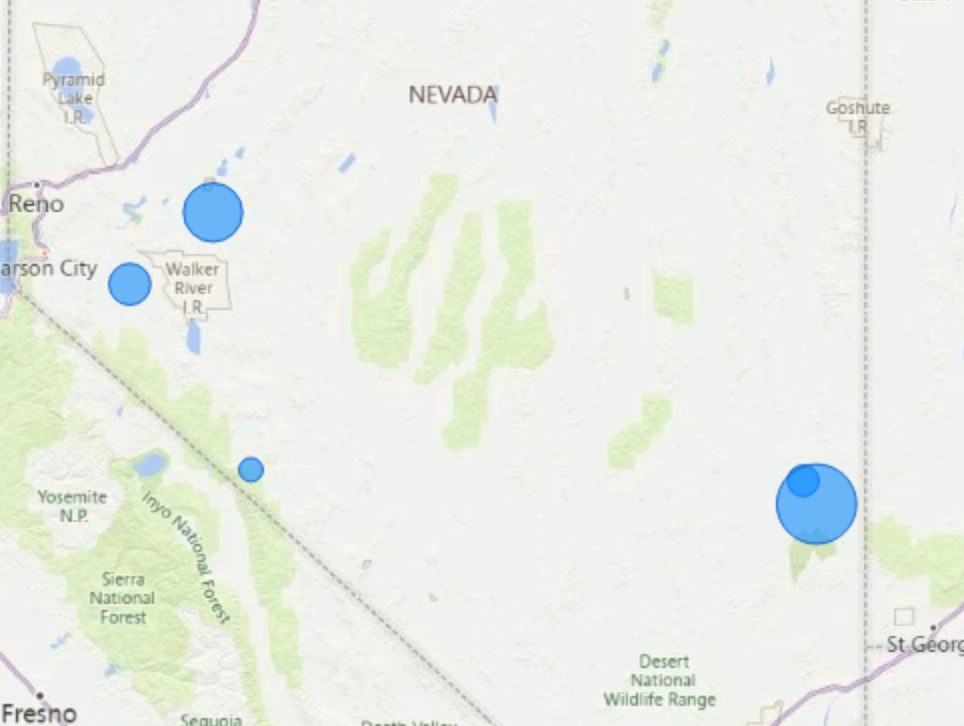 Pyramid
Lake
I.R.
NEVADA
Goshute
I.R.
Reno
arson City
Walker
River
I.R.
Yosemite
N.P.
Inyo National Forest
Sierra
National
Forest
St Georg
Desert
National
Wildlife Range
Fresno
Sequoia
Death Valley